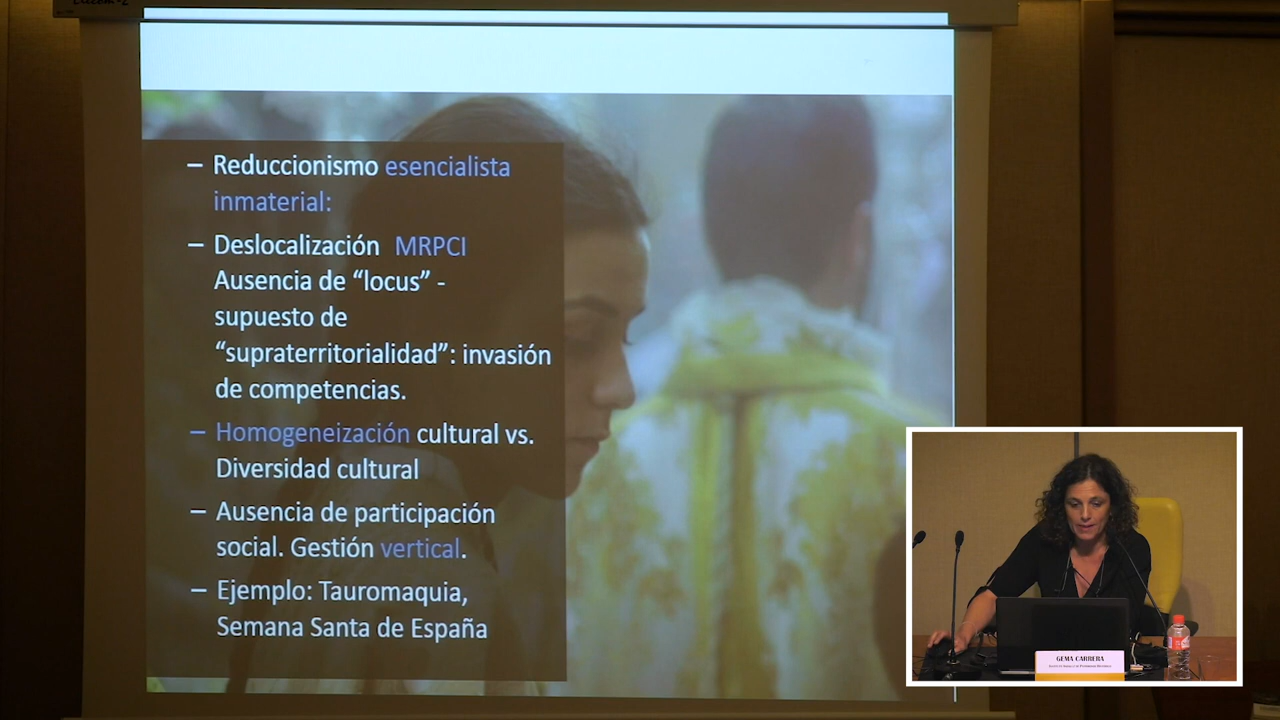 – Reduccionismo esencialista
inmaterial:
– Deslocalización MRPCI
Ausencia de “locus” -
supuesto de
“supraterritorialidad”: invasión
de competencias.
– Homogeneización cultural vs.
Diversidad cultural
– Ausencia de participación
social. Gestión vertical.
– Ejemplo: Tauromaquia,
Semana Santa de España
GEMA CARRERA